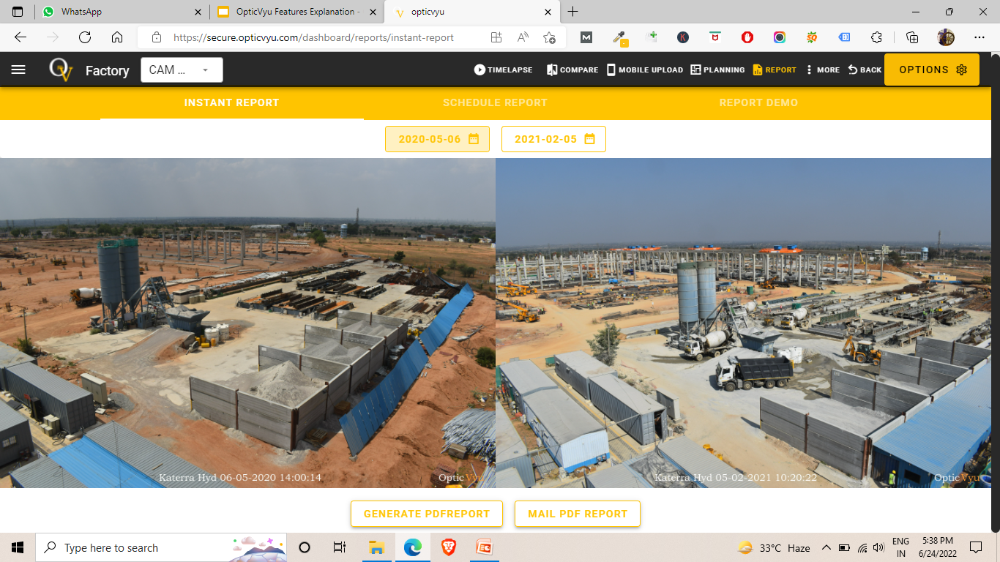 WhatsApp
OpticVyu Features Explanation -
opticvyu
https://secure.opticvyu.com/dashboard/reports/instant-report
Factory
CAM ...
TIMELAPSE
COMPARE
MOBILE UPLOAD
PLANNING
REPORT
MORE
BACK
OPTIONS
INSTANT REPORT
SCHEDULE REPORT
REPORT DEMO
2020-05-06
2021-02-05
Katerra Hyd 06-05-2020 14:00:14
OpticVyu
Katerra Hyd 05-02-2021 10:20:22
OpticVyu
GENERATE PDFREPORT
MAIL PDF REPORT
Type here to search
33°C Haze
ENG
IN
5:38 PM
6/24/2022